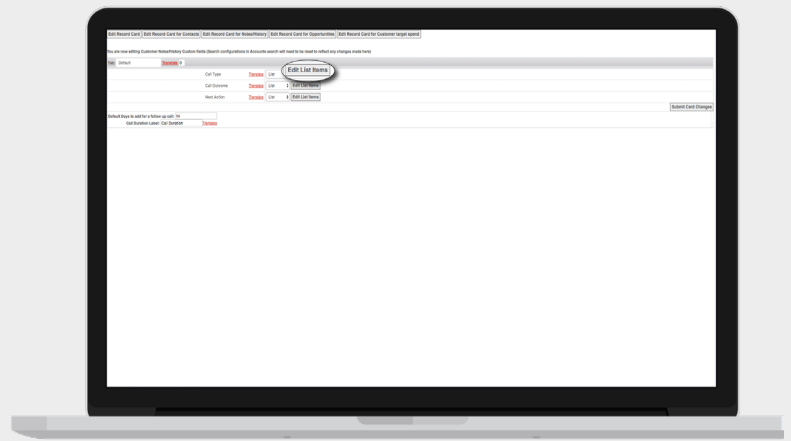 Edit Record Card Edit Record Card for Contacts Edit Record Card for Notes/History Edit Record Card for Opportunities Edit Record Card for Customer target spend
You are now editing Customer Notes/History Custom fields (Search configurations in Accounts search will need to be reset to reflect any changes made here)
Tab: Default Translate 0
Call Type Translate List Edit List Items
Call Outcome Translate List Edit List Items
Next Action Translate List Edit List Items
Submit Card Changes
Default Days to add for a follow up call:
Call Duration Label: Call Duration Translate